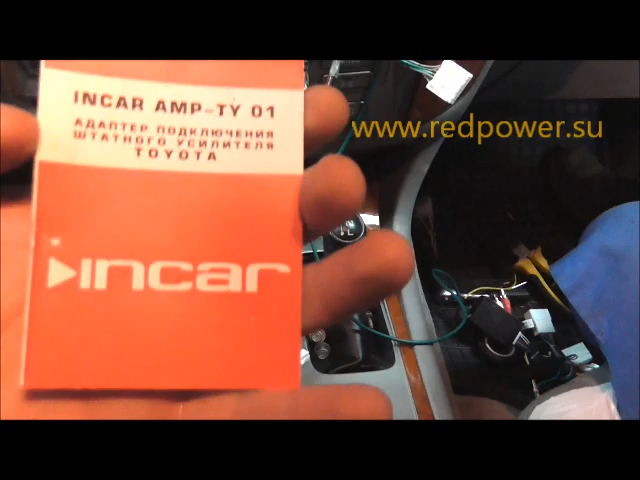 INCAR AMP-TY 01
АДАПТЕР ПОДКЛЮЧЕНИЯ
ШТАТНОГО УСИЛИТЕЛЯ
TOYOTA
incar
www.redpower.su